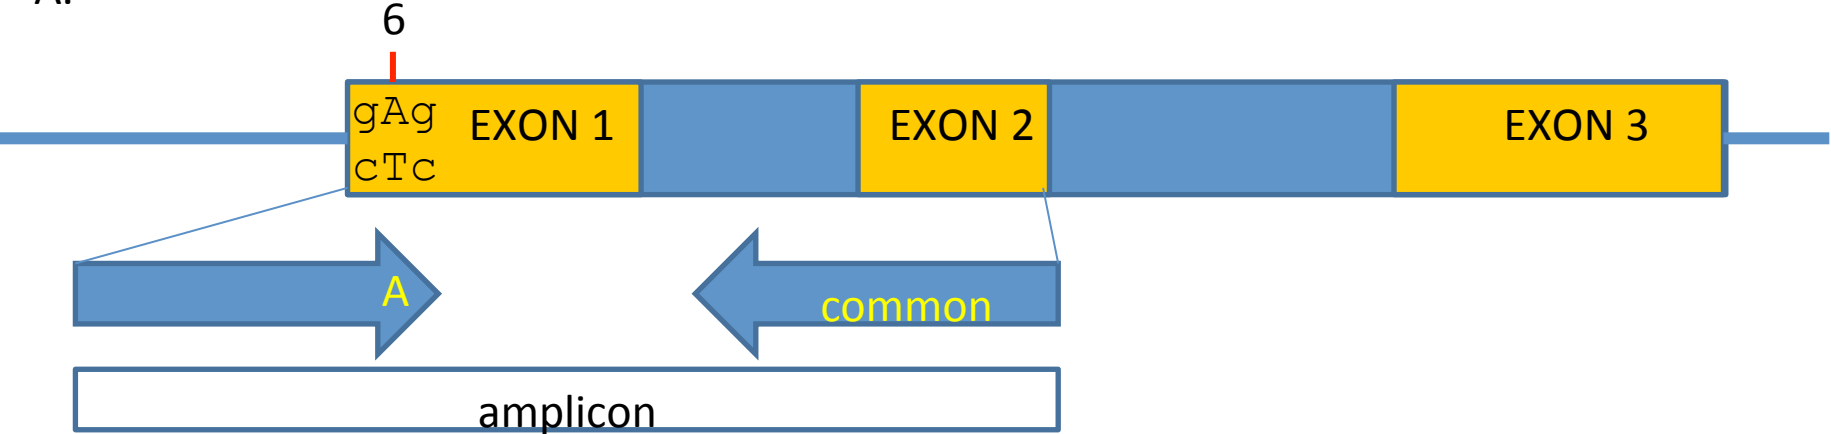 A.
6
gAg
cTc
EXON 1
EXON 2
EXON 3
A
common
amplicon